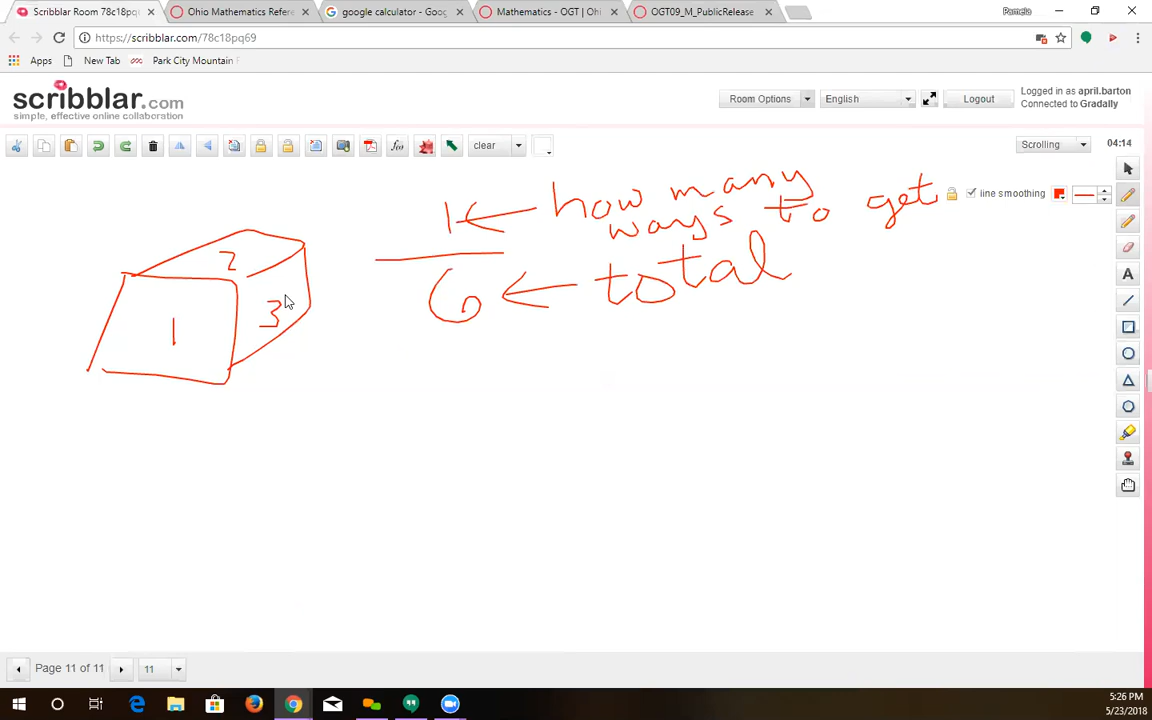 Scribblar Room 78c18pq
Ohio Mathematics Refere
google calculator - Goog
Mathematics - OGT | Ohi
OGT09_M_PublicRelease
Pamela
https://scribblar.com/78c18pq69
Apps
New Tab
Park City Mountain
scribblar.com
simple, effective online collaboration
Room Options
English
Logout
Logged in as april.barton
Connected to Gradally
clear
Scrolling
04:14
line smoothing
how many
1 ways to get
6 total
2
3
1
Page 11 of 11
11
5:26 PM
5/23/2018